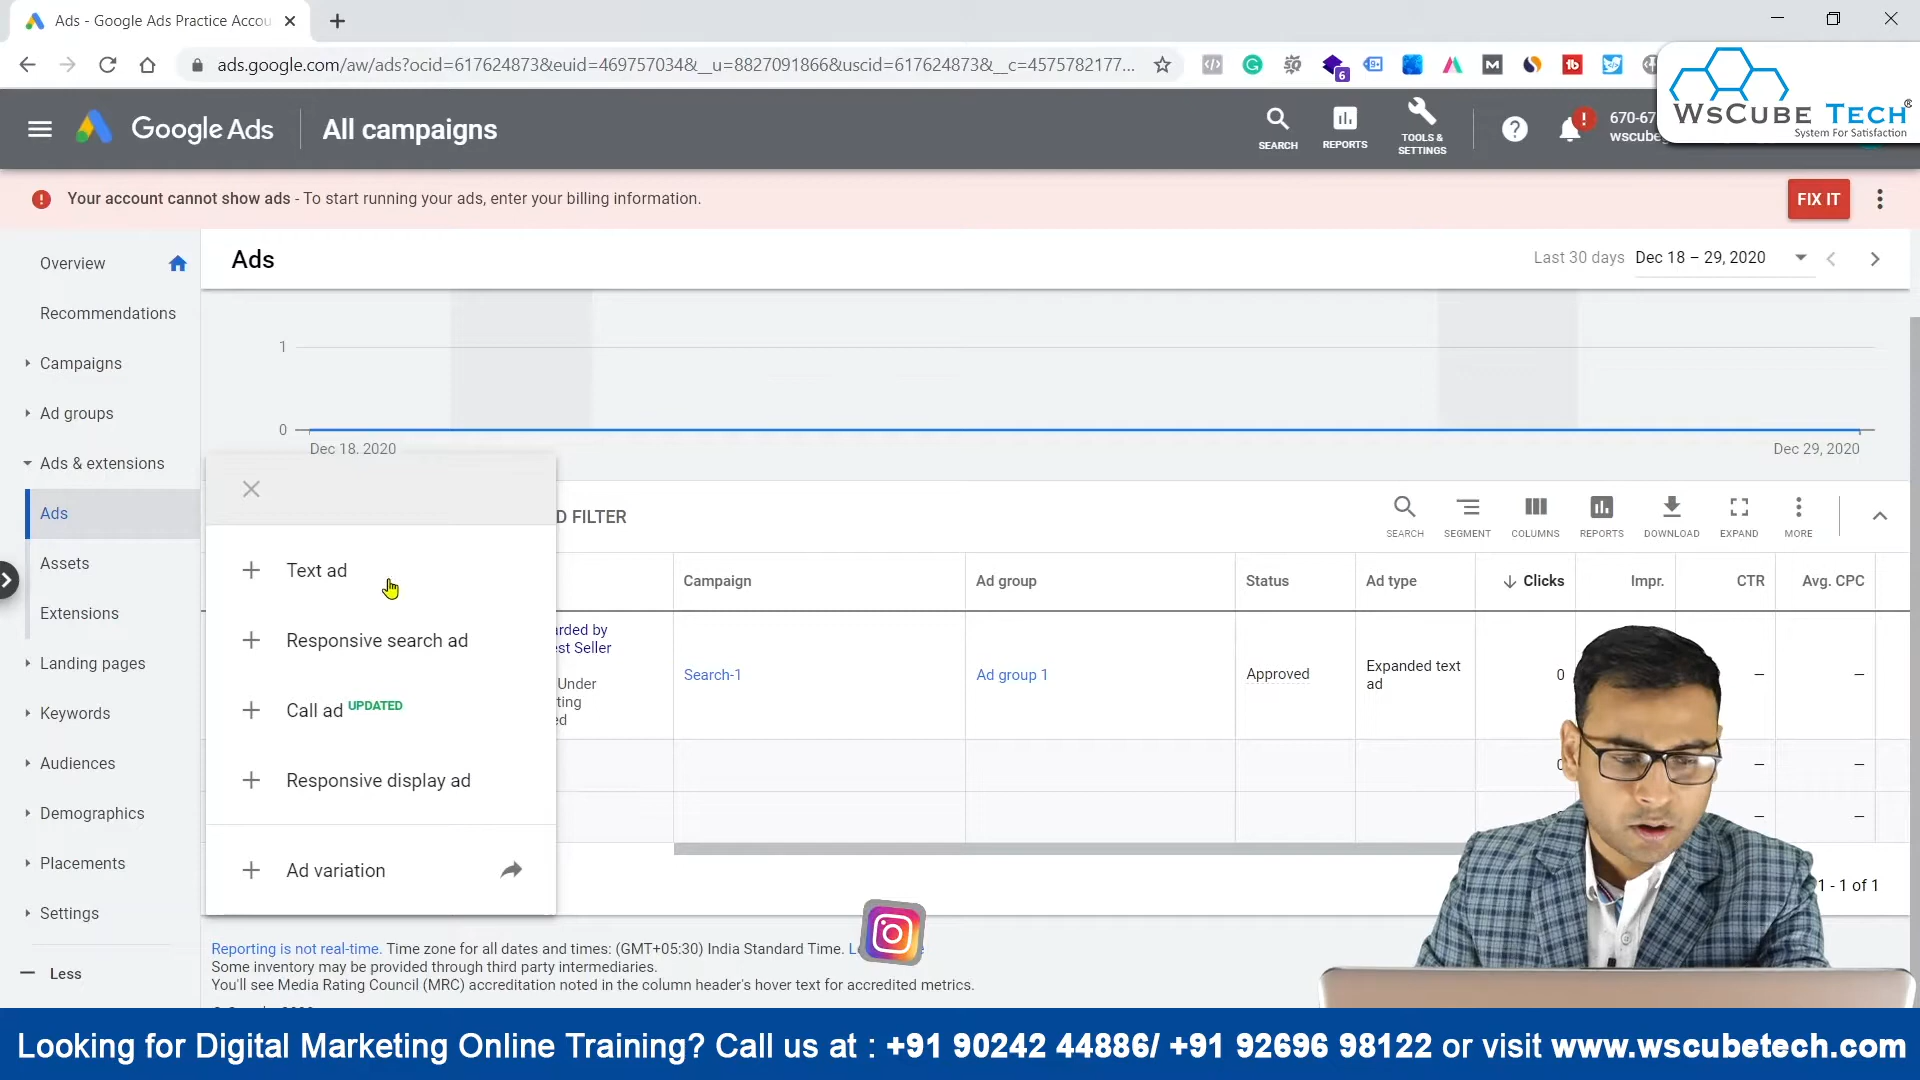 Ads - Google Ads Practice Accou
ads.google.com/aw/ads?ocid=617624873&euid=469757034&__u=8827091866&uscid=617624873&__c=4575782177...
6
WsCube Tech®
System For Satisfaction
Google Ads
All campaigns
SEARCH
REPORTS
TOOLS & SETTINGS
670-67
wscube
Your account cannot show ads - To start running your ads, enter your billing information.
FIX IT
Overview
Recommendations
Campaigns
Ad groups
Ads & extensions
Ads
Assets
Extensions
Landing pages
Keywords
Audiences
Demographics
Placements
Settings
Less
Ads
Last 30 days Dec 18 – 29, 2020
1
0
Dec 18, 2020
Dec 29, 2020
D FILTER
SEARCH
SEGMENT
COLUMNS
REPORTS
DOWNLOAD
EXPAND
MORE
Text ad
Responsive search ad
Call ad UPDATED
Responsive display ad
Ad variation
Campaign
Ad group
Status
Ad type
Clicks
Impr.
CTR
Avg. CPC
arded by
est Seller
Under
ting
ed
Search-1
Ad group 1
Approved
Expanded text
ad
0
–
–
–
–
–
–
1 - 1 of 1
Reporting is not real-time. Time zone for all dates and times: (GMT+05:30) India Standard Time.
Some inventory may be provided through third party intermediaries.
You'll see Media Rating Council (MRC) accreditation noted in the column header's hover text for accredited metrics.
Looking for Digital Marketing Online Training? Call us at : +91 90242 44886/ +91 92696 98122 or visit www.wscubetech.com